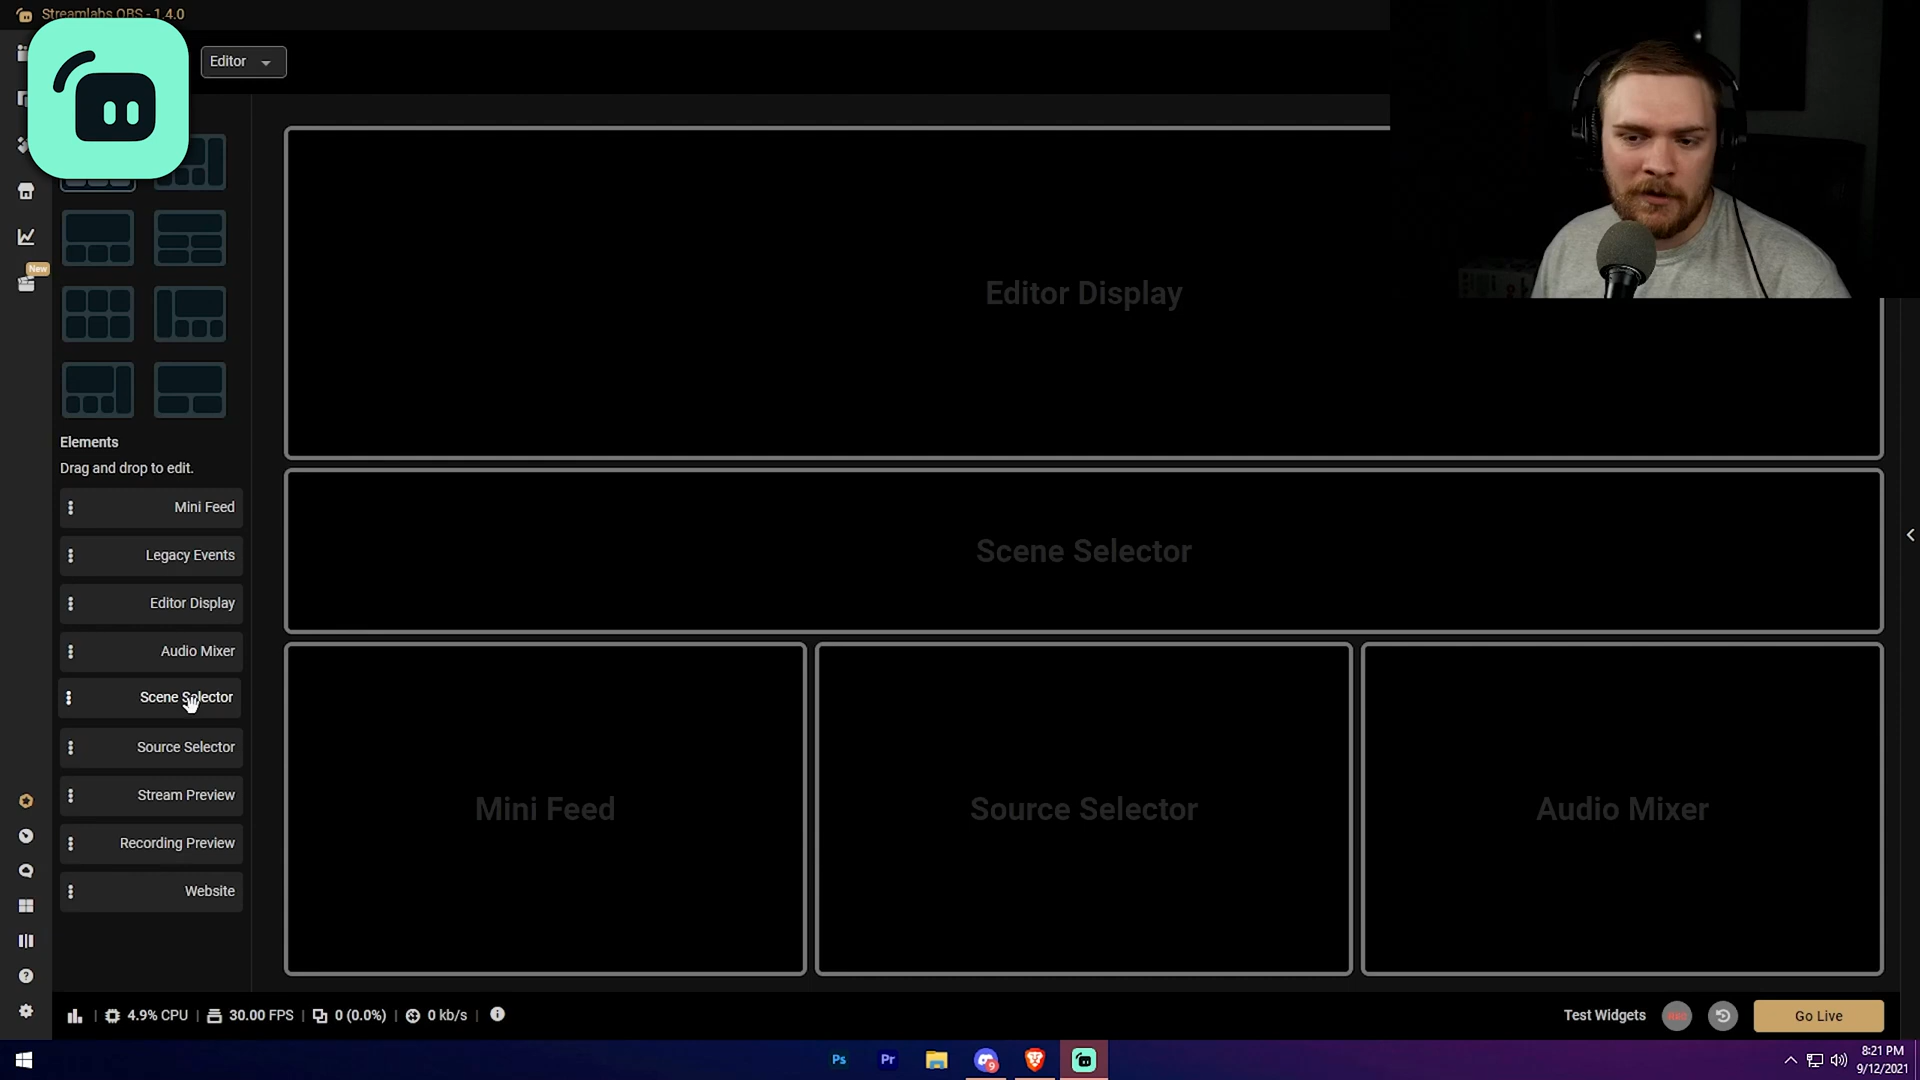 Streamlabs OBS - 1.4.0
Editor
New
Elements
Drag and drop to edit.
Mini Feed
Legacy Events
Editor Display
Audio Mixer
Scene Selector
Source Selector
Stream Preview
Recording Preview
Website
Editor Display
Scene Selector
Mini Feed
Source Selector
Audio Mixer
4.9% CPU
30.00 FPS
0 (0.0%)
0 kb/s
Test Widgets
REC
Go Live
Ps
Pr
9
8:21 PM
9/12/2021